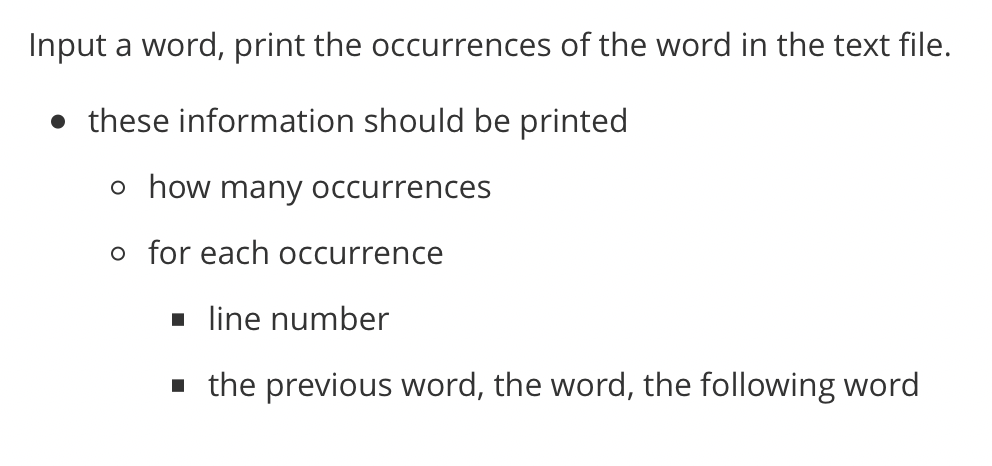 Input a word, print the occurrences of the word in the text file.
these information should be printed
how many occurrences
for each occurrence
line number
the previous word, the word, the following word